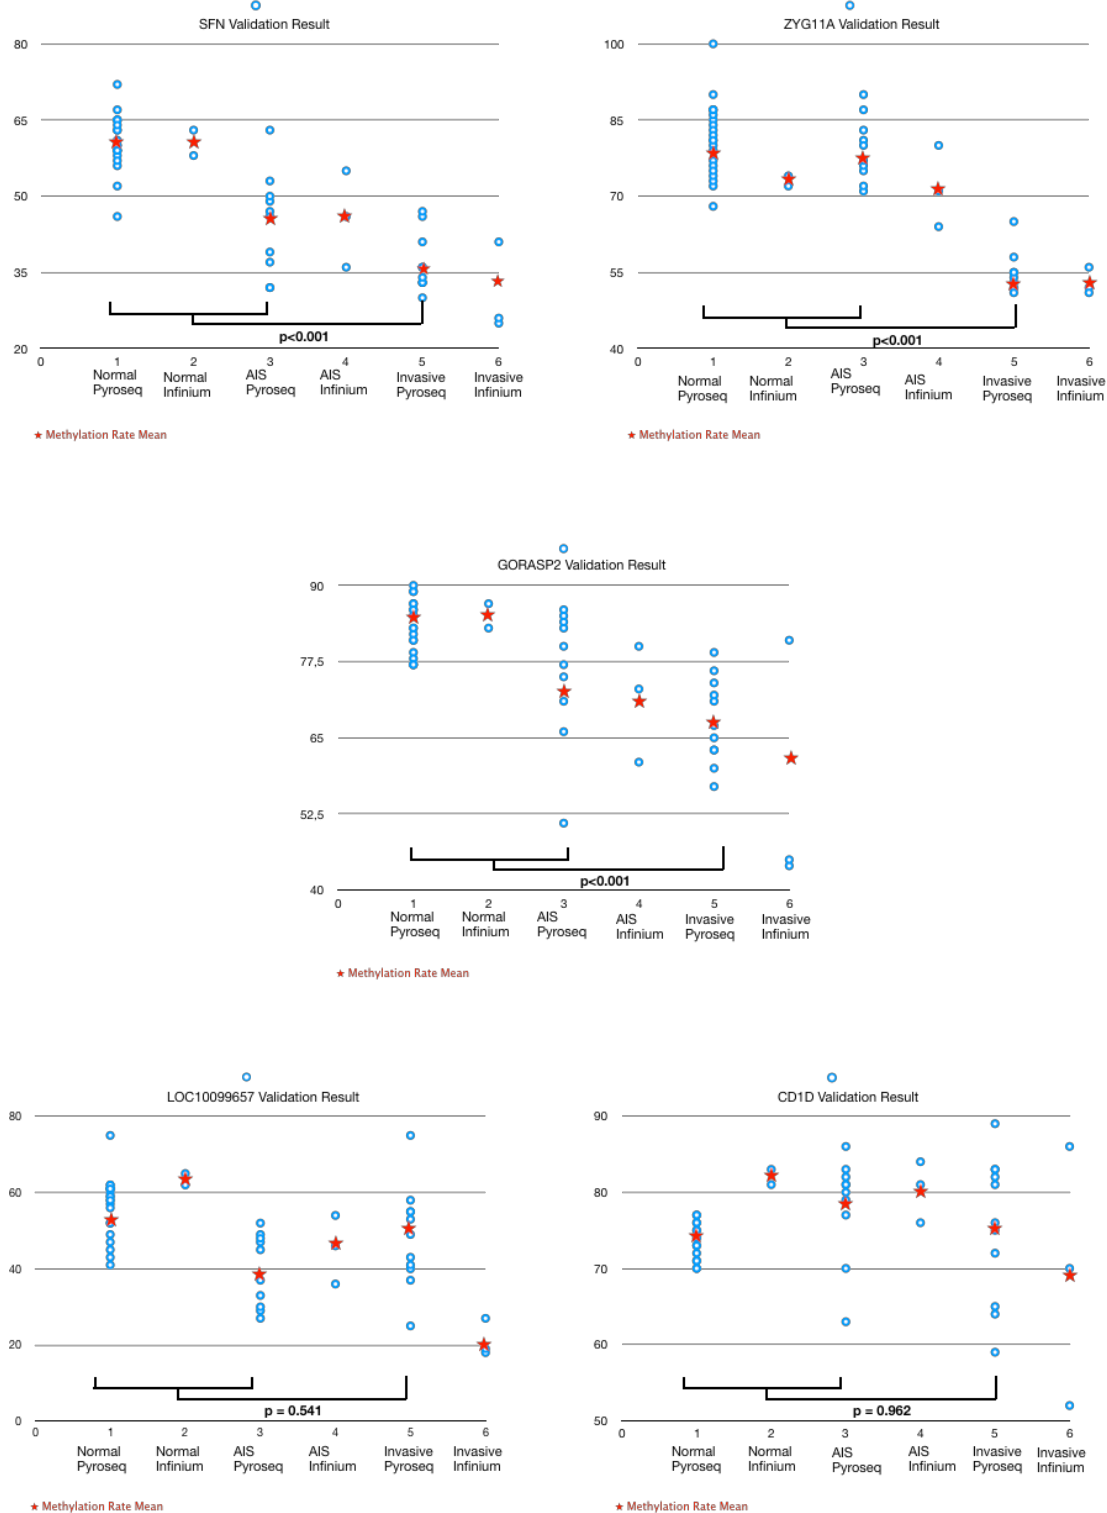 SFN Validation Result
80
65
50
35
20
p<0.001
0
1
2
3
4
5
6
Normal
Pyroseq
Normal
Infinium
AIS
Pyroseq
AIS
Infinium
Invasive
Pyroseq
Invasive
Infinium
★ Methylation Rate Mean
ZYG11A Validation Result
100
85
70
55
40
p<0.001
0
1
2
3
4
5
6
Normal
Pyroseq
Normal
Infinium
AIS
Pyroseq
AIS
Infinium
Invasive
Pyroseq
Invasive
Infinium
★ Methylation Rate Mean
GORASP2 Validation Result
90
77,5
65
52,5
40
p<0.001
0
1
2
3
4
5
6
Normal
Pyroseq
Normal
Infinium
AIS
Pyroseq
AIS
Infinium
Invasive
Pyroseq
Invasive
Infinium
★ Methylation Rate Mean
LOC10099657 Validation Result
80
60
40
20
0
p = 0.541
0
1
2
3
4
5
6
Normal
Pyroseq
Normal
Infinium
AIS
Pyroseq
AIS
Infinium
Invasive
Pyroseq
Invasive
Infinium
★ Methylation Rate Mean
CD1D Validation Result
90
80
70
60
50
p = 0.962
0
1
2
3
4
5
6
Normal
Pyroseq
Normal
Infinium
AIS
Pyroseq
AIS
Infinium
Invasive
Pyroseq
Invasive
Infinium
★ Methylation Rate Mean